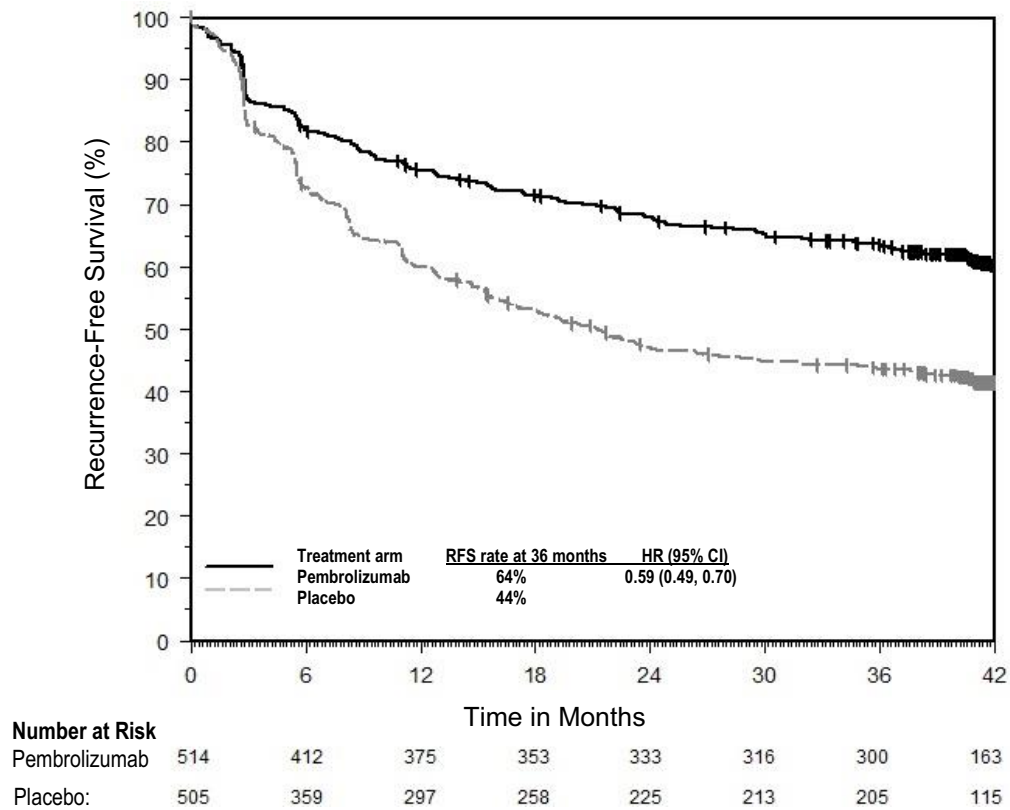 Recurrence-Free Survival (%)
100
90
80
70
60
50
40
30
20
10
0
Treatment arm RFS rate at 36 months HR (95% CI)
Pembrolizumab 64% 0.59 (0.49, 0.70)
Placebo 44%
0 6 12 18 24 30 36 42
Time in Months
Number at Risk
Pembrolizumab 514 412 375 353 333 316 300 163
Placebo: 505 359 297 258 225 213 205 115